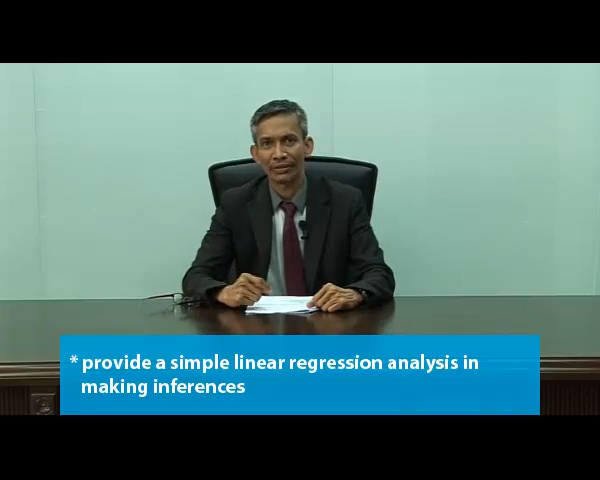 * provide a simple linear regression analysis in
making inferences